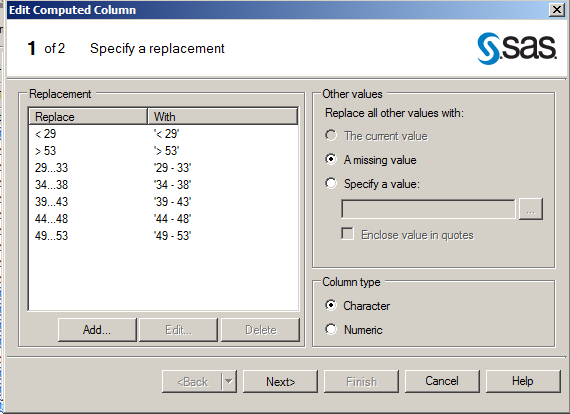 Edit Computed Column
1 of 2 Specify a replacement
sas.
Replacement
Replace With
< 29 '< 29'
> 53 '> 53'
29...33 '29 - 33'
34...38 '34 - 38'
39...43 '39 - 43'
44...48 '44 - 48'
49...53 '49 - 53'
Add... Edit... Delete
Other values
Replace all other values with:
The current value
A missing value
Specify a value:
...
Enclose value in quotes
Column type
Character
Numeric
<Back Next> Finish Cancel Help